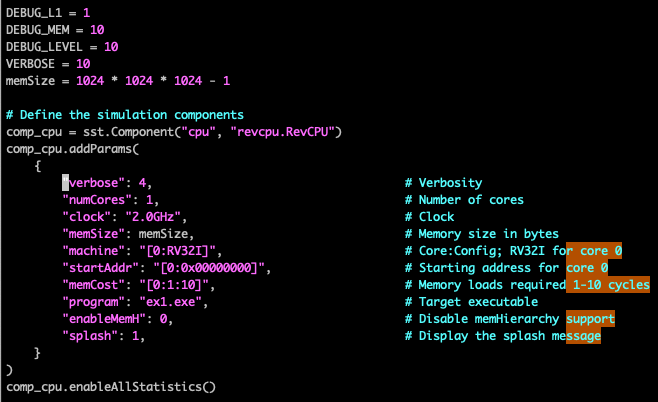 DEBUG_L1 = 1
DEBUG_MEM = 10
DEBUG_LEVEL = 10
VERBOSE = 10
memSize = 1024 * 1024 * 1024 - 1
# Define the simulation components
comp_cpu = sst.Component("cpu", "revcpu.RevCPU")
comp_cpu.addParams(
{
"verbose": 4, # Verbosity
"numCores": 1, # Number of cores
"clock": "2.0GHz", # Clock
"memSize": memSize, # Memory size in bytes
"machine": "[0:RV32I]", # Core:Config; RV32I for core 0
"startAddr": "[0:0x00000000]", # Starting address for core 0
"memCost": "[0:1:10]", # Memory loads required 1-10 cycles
"program": "ex1.exe", # Target executable
"enableMemH": 0, # Disable memHierarchy support
"splash": 1, # Display the splash message
}
)
comp_cpu.enableAllStatistics()